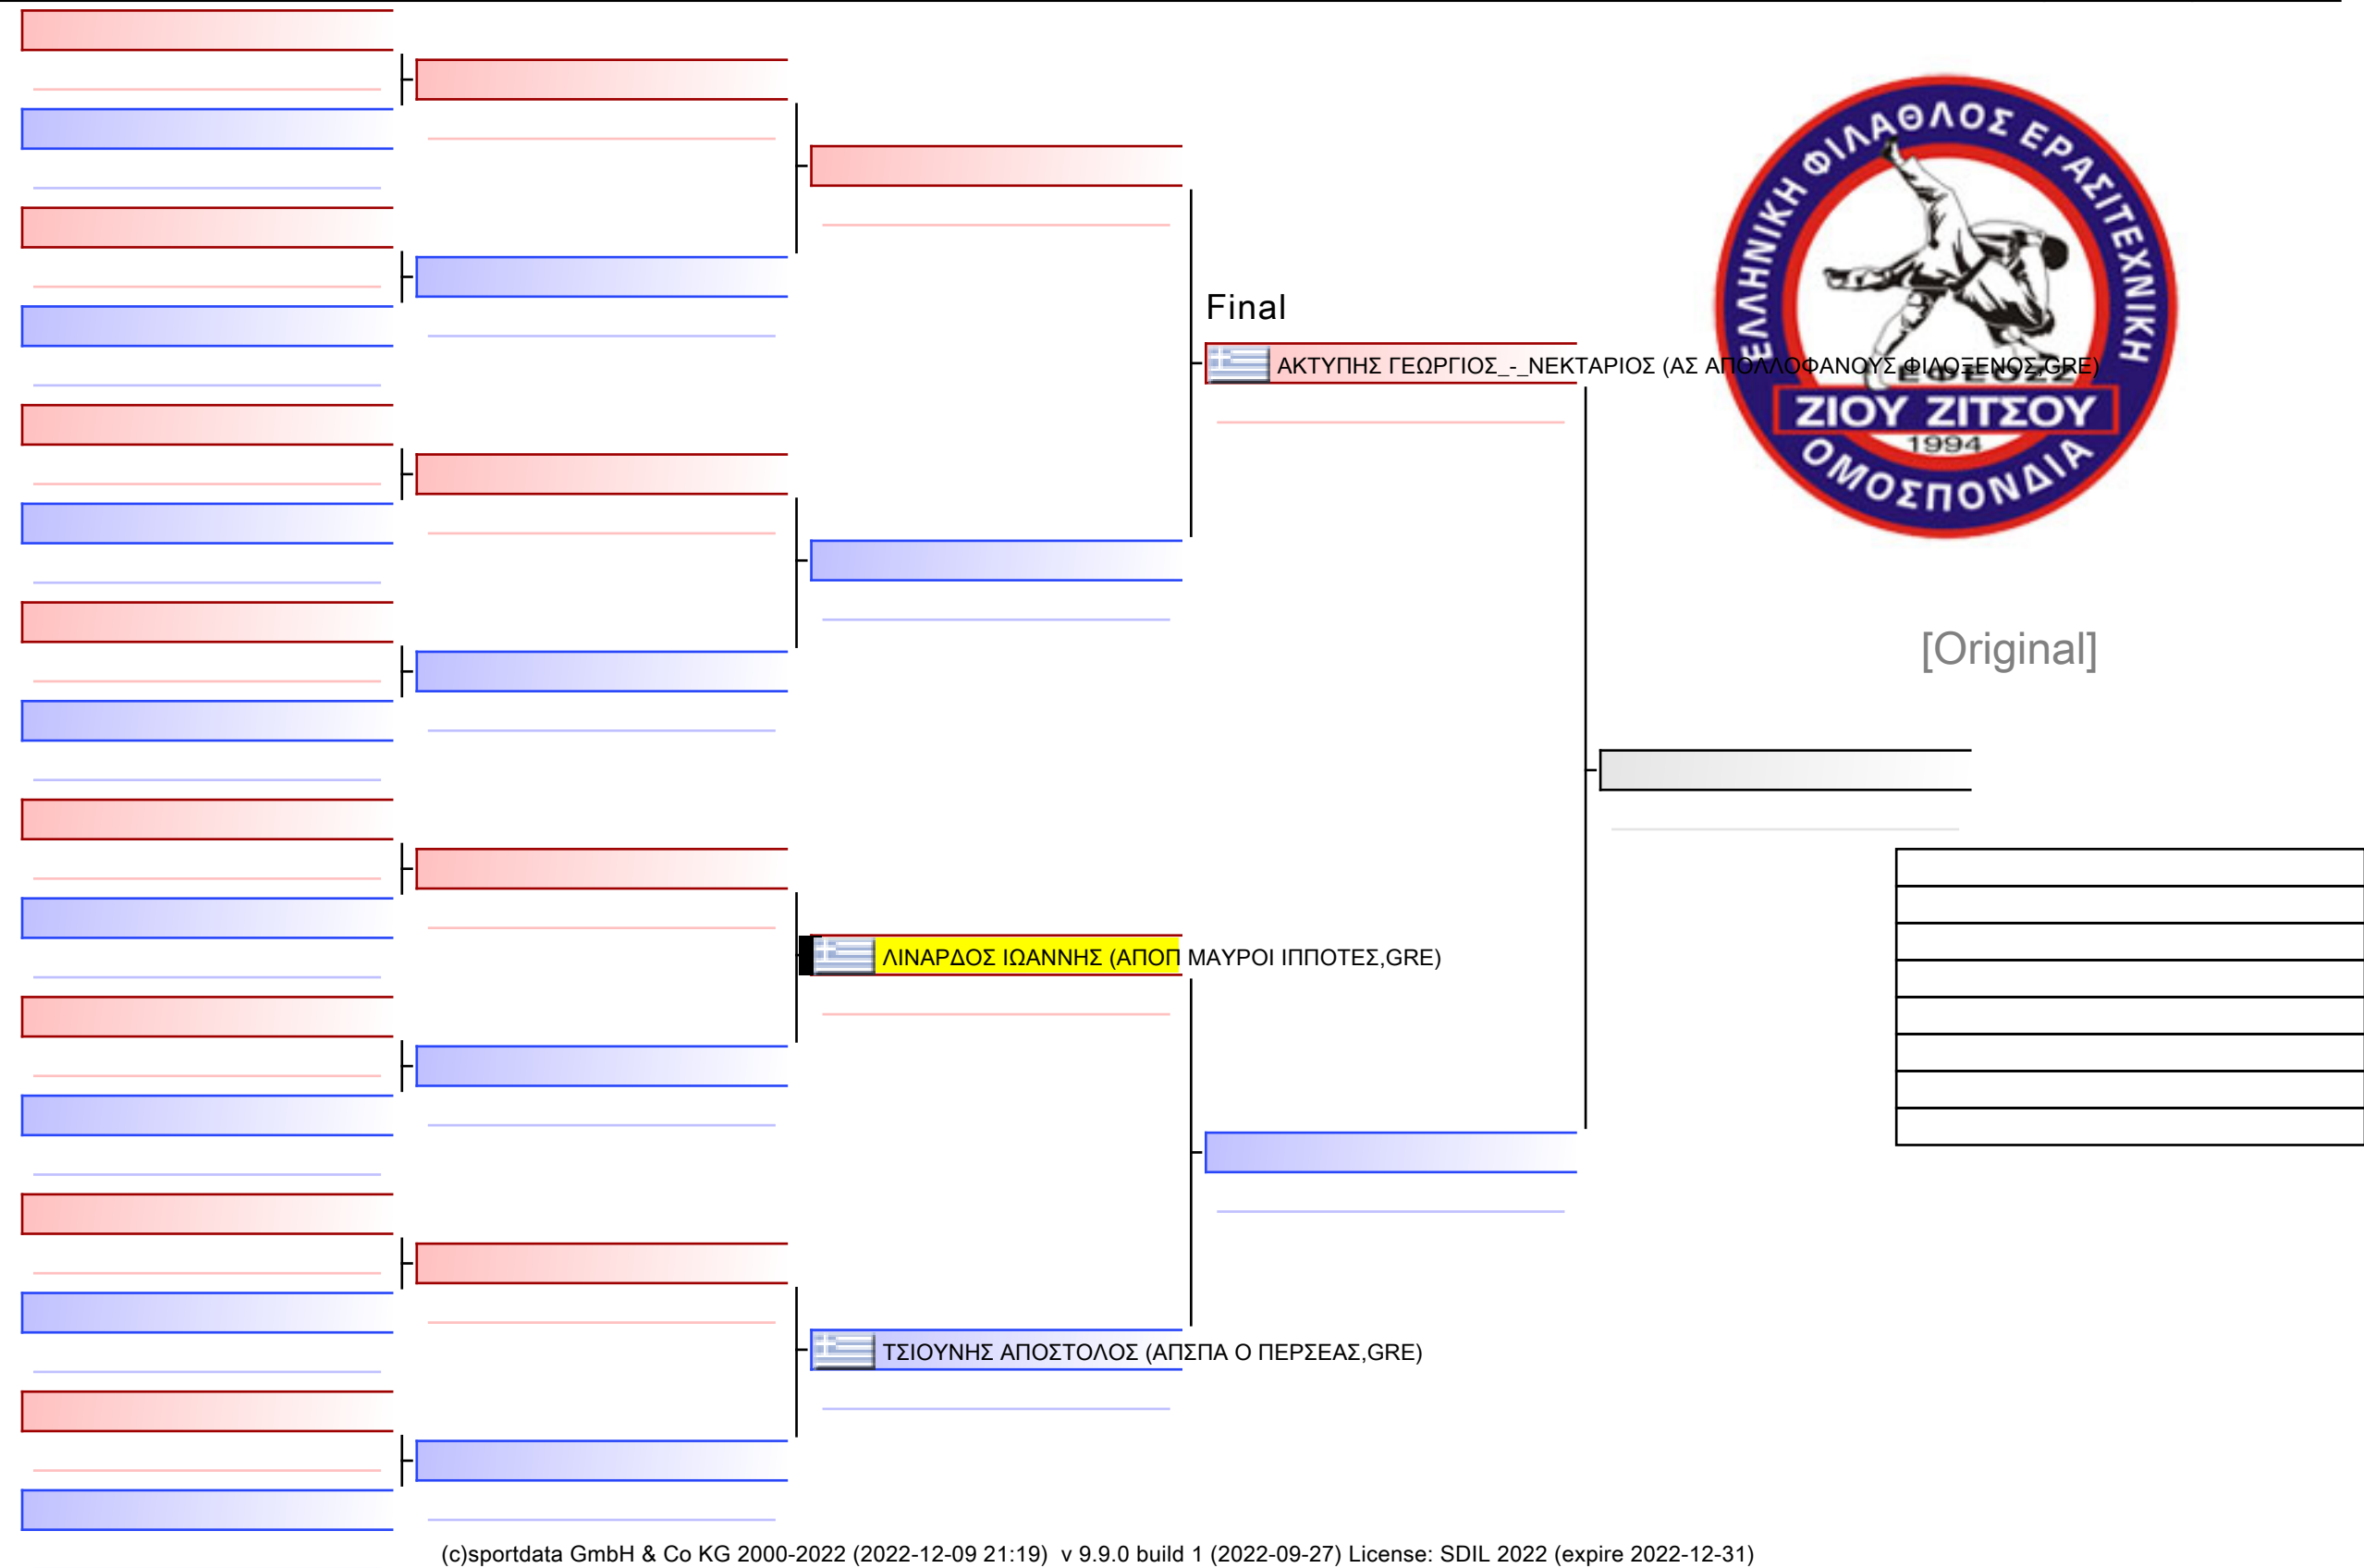 ΕΛΛΗΝΙΚΗ ΦΙΛΑΘΛΟΣ ΕΡΑΣΙΤΕΧΝΙΚΗ
Final
ΑΚΤΥΠΗΣ ΓΕΩΡΓΙΟΣ_-_ΝΕΚΤΑΡΙΟΣ (ΑΣ ΑΠΟΛΛΟΦΑΝΟΥΣ ΦΙΛΟΞΕΝΟΣ,GRE)
ΖΙΟΥ ΖΙΤΣΟΥ
1994
ΟΜΟΣΠΟΝΔΙΑ
[Original]
ΛΙΝΑΡΔΟΣ ΙΩΑΝΝΗΣ (ΑΠΟΠ ΜΑΥΡΟΙ ΙΠΠΟΤΕΣ,GRE)
ΤΣΙΟΥΝΗΣ ΑΠΟΣΤΟΛΟΣ (ΑΠΣΠΑ Ο ΠΕΡΣΕΑΣ,GRE)
(c)sportdata GmbH & Co KG 2000-2022 (2022-12-09 21:19)  v 9.9.0 build 1 (2022-09-27) License: SDIL 2022 (expire 2022-12-31)